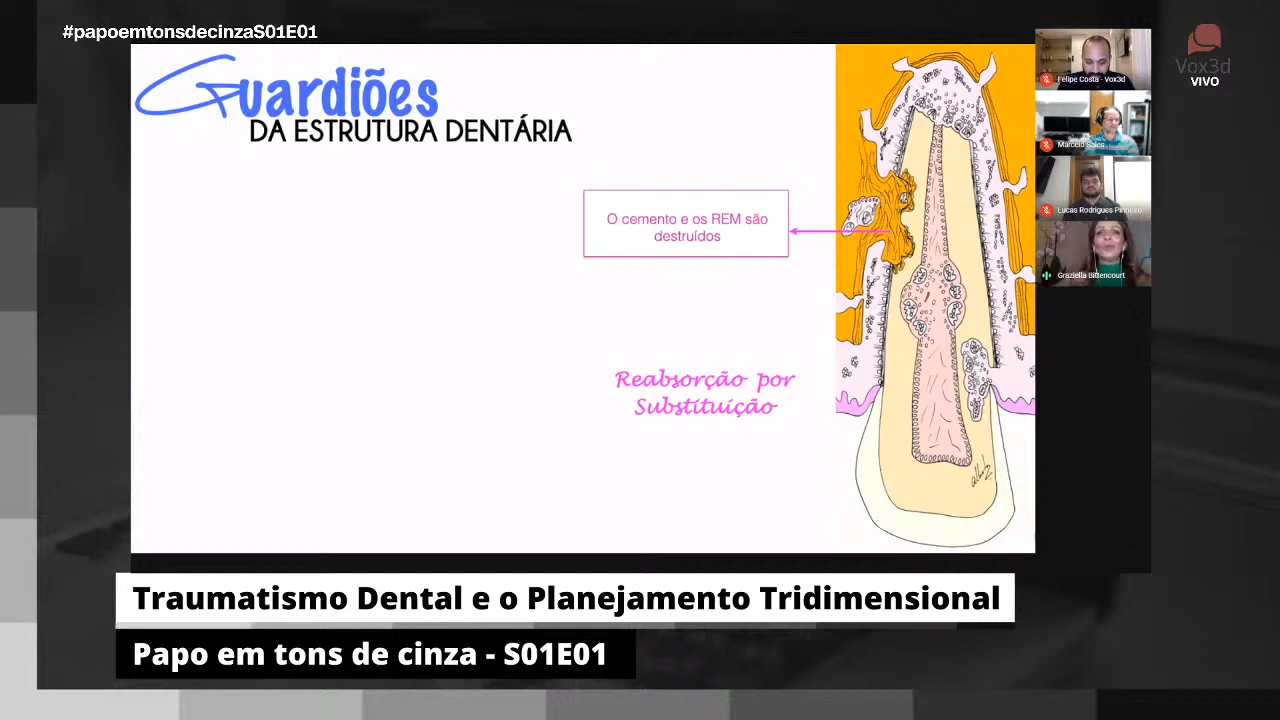 #papoemtonsdecinzaS01E01
Guardiões
DA ESTRUTURA DENTÁRIA
O cemento e os REM são
destruídos
Reabsorção por
Substituição
Vox3d
VIVO
Felipe Costa - Vox3d
Marcelo Sales
Lucas Rodrigues Pinheiro
Graziella Bittencourt
Traumatismo Dental e o Planejamento Tridimensional
Papo em tons de cinza - S01E01